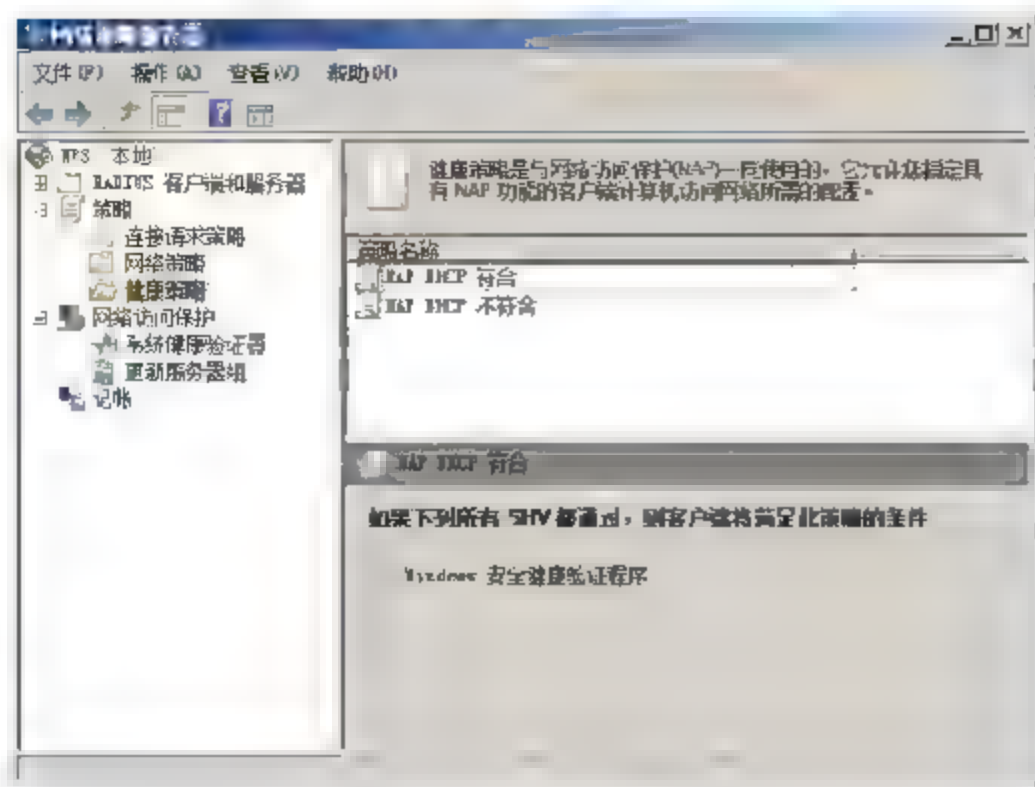 文件(F) 操作(A) 查看(V) 帮助(H)
NPS 本地
RADIUS 客户端和服务器
策略
连接请求策略
网络策略
健康策略
网络访问保护
系统健康验证器
更新服务器组
记帐
健康策略是与网络访问保护(NAP)一同使用的，它允许您指定具
有 NAP 功能的客户端计算机访问网络所需的配置。
策略名称
NAP DHCP 符合
NAP DHCP 不符合
NAP DHCP 符合
如果下列所有 SHV 都通过，则客户端将满足此策略的条件
Windows 安全健康验证程序